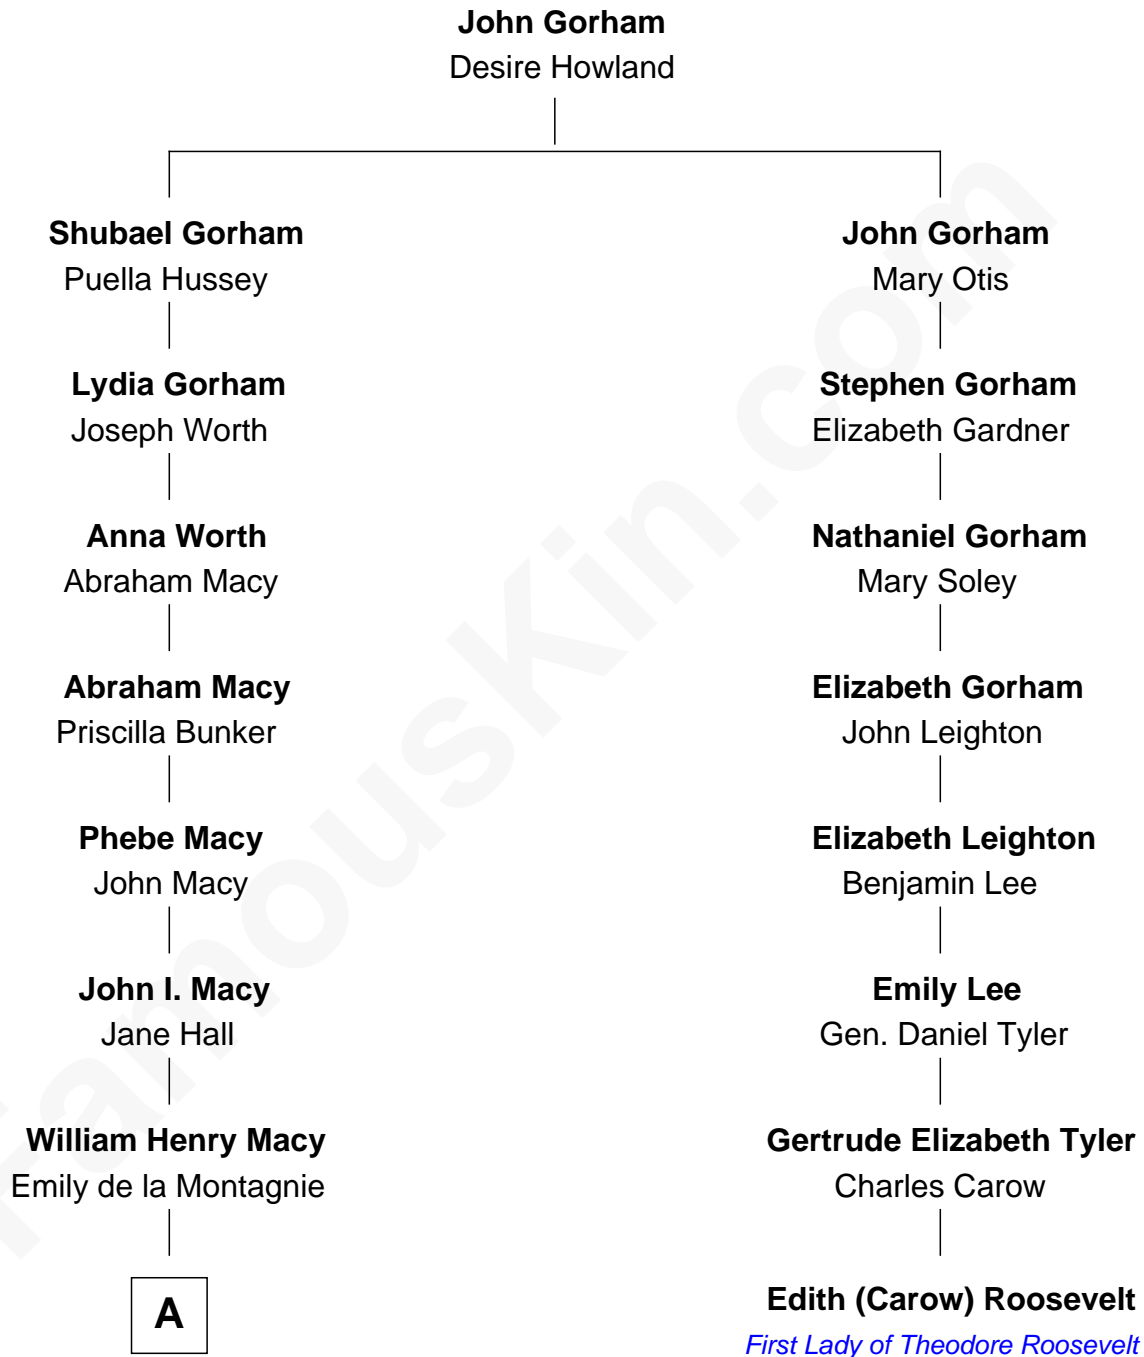 John Gorham
Desire Howland
Shubael Gorham
Puella Hussey
John Gorham
Mary Otis
Lydia Gorham
Joseph Worth
Stephen Gorham
Elizabeth Gardner
Anna Worth
Abraham Macy
Nathaniel Gorham
Mary Soley
Abraham Macy
Priscilla Bunker
Elizabeth Gorham
John Leighton
Phebe Macy
John Macy
Elizabeth Leighton
Benjamin Lee
John I. Macy
Jane Hall
Emily Lee
Gen. Daniel Tyler
William Henry Macy
Emily de la Montagnie
Gertrude Elizabeth Tyler
Charles Carow
A
Edith (Carow) Roosevelt
First Lady of Theodore Roosevelt
FamousKin.com